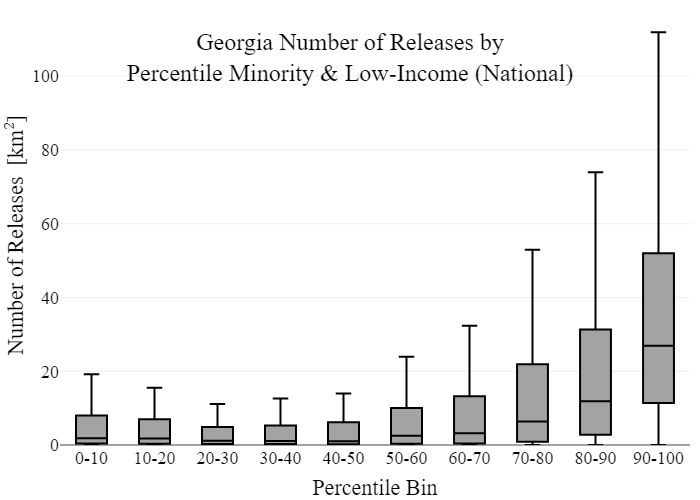 Georgia Number of Releases by
Percentile Minority & Low-Income (National)
Number of Releases [km²]
100
80
60
40
20
0
0-10 10-20 20-30 30-40 40-50 50-60 60-70 70-80 80-90 90-100
Percentile Bin